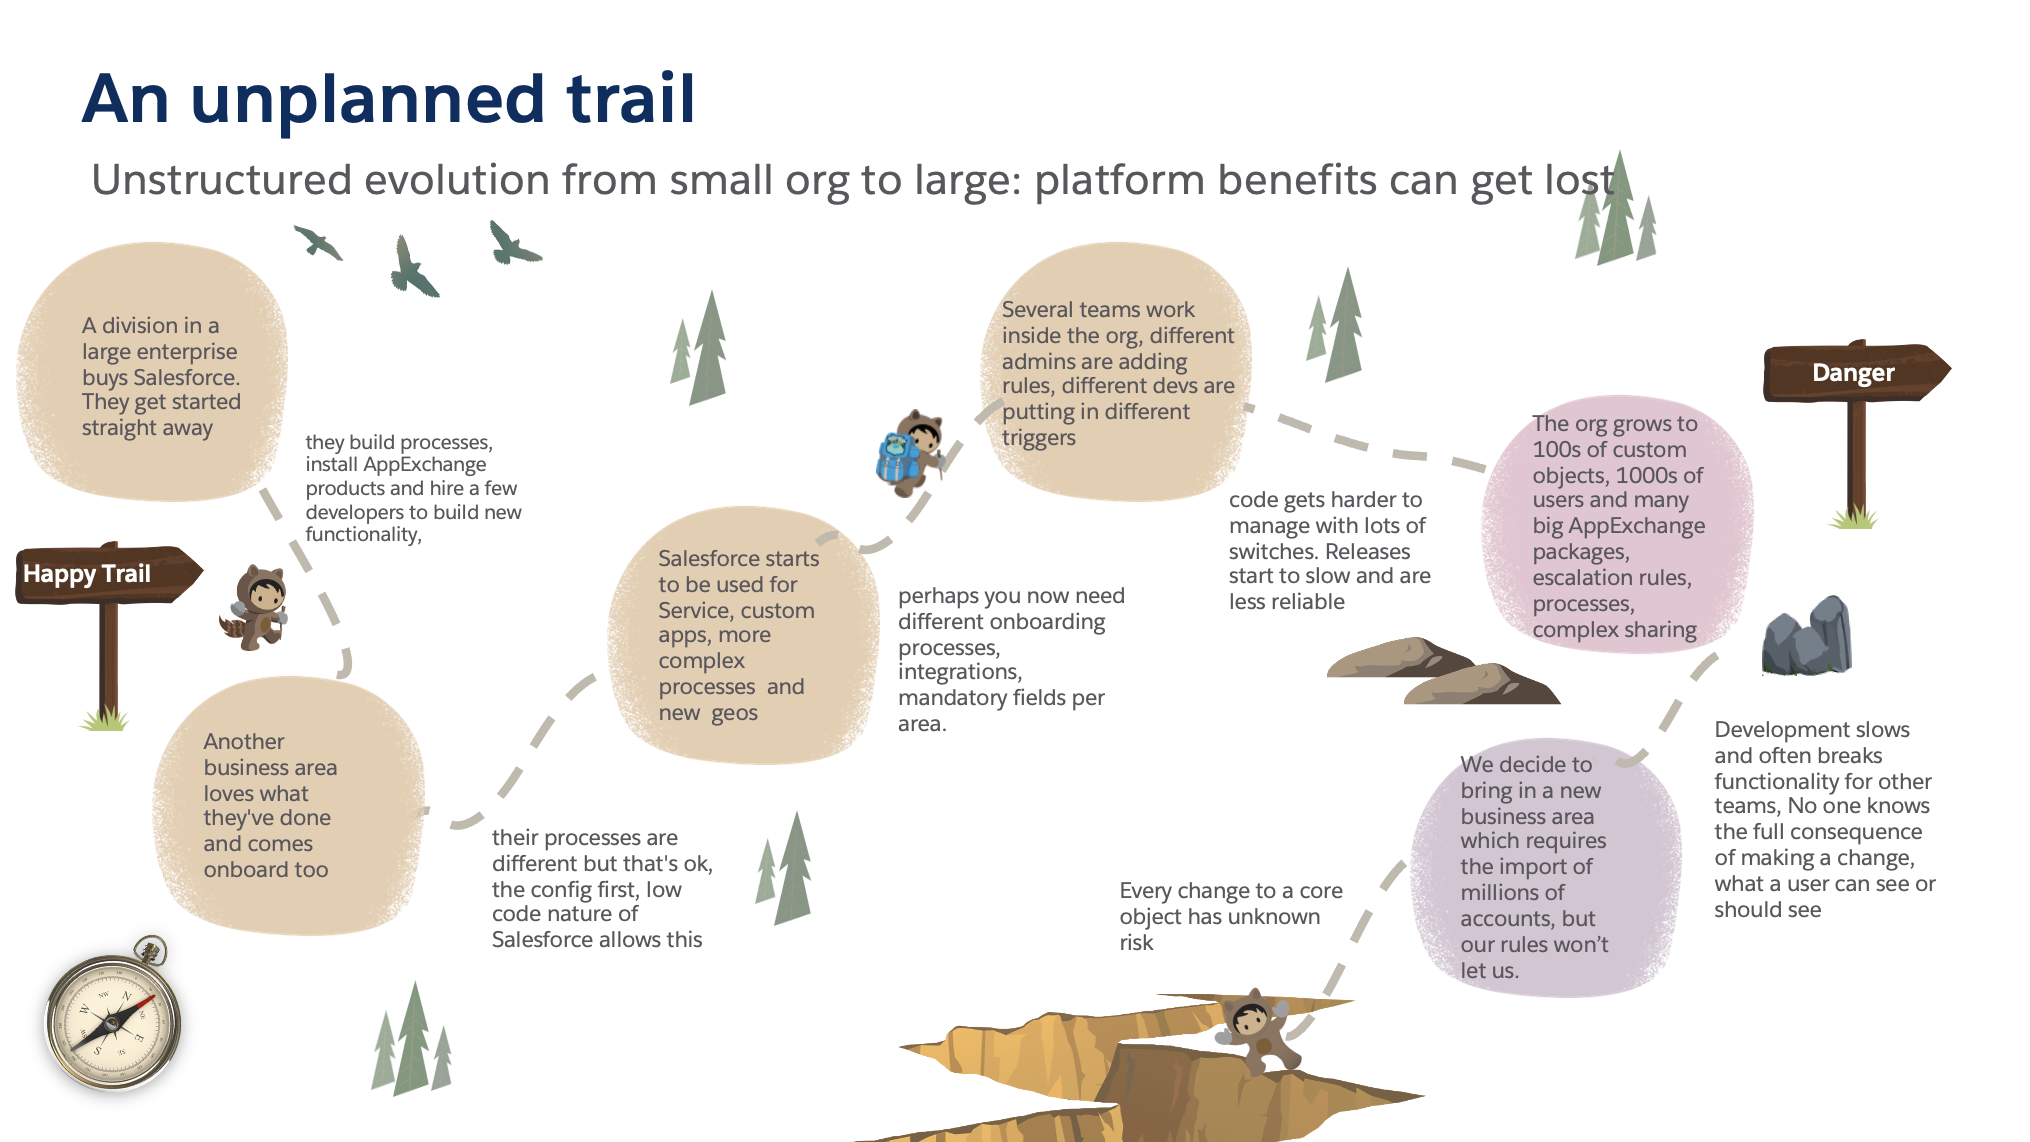 An unplanned trail
Unstructured evolution from small org to large: platform benefits can get lost
A division in a
large enterprise
buys Salesforce.
They get started
straight away
they build processes,
install AppExchange
products and hire a few
developers to build new
functionality,
Happy Trail
Another
business area
loves what
they've done
and comes
onboard too
their processes are
different but that's ok,
the config first, low
code nature of
Salesforce allows this
Salesforce starts
to be used for
Service, custom
apps, more
complex
processes and
new geos
perhaps you now need
different onboarding
processes,
integrations,
mandatory fields per
area.
Several teams work
inside the org, different
admins are adding
rules, different devs are
putting in different
triggers
code gets harder to
manage with lots of
switches. Releases
start to slow and are
less reliable
The org grows to
100s of custom
objects, 1000s of
users and many
big AppExchange
packages,
escalation rules,
processes,
complex sharing
Danger
Development slows
and often breaks
functionality for other
teams, No one knows
the full consequence
of making a change,
what a user can see or
should see
We decide to
bring in a new
business area
which requires
the import of
millions of
accounts, but
our rules won’t
let us.
Every change to a core
object has unknown
risk
N
NE
E
SE
S
W
NW